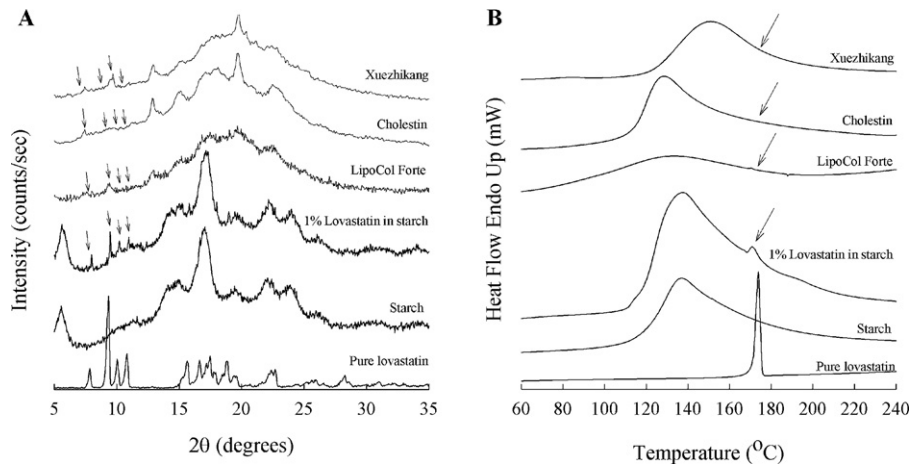 A
Intensity (counts/sec)
Xuezhikang
Cholestin
LipoCol Forte
1% Lovastatin in starch
Starch
Pure lovastatin
5 10 15 20 25 30 35
2θ (degrees)
B
Heat Flow Endo Up (mW)
Xuezhikang
Cholestin
LipoCol Forte
1% Lovastatin in starch
Starch
Pure lovastatin
60 80 100 120 140 160 180 200 220 240
Temperature (°C)